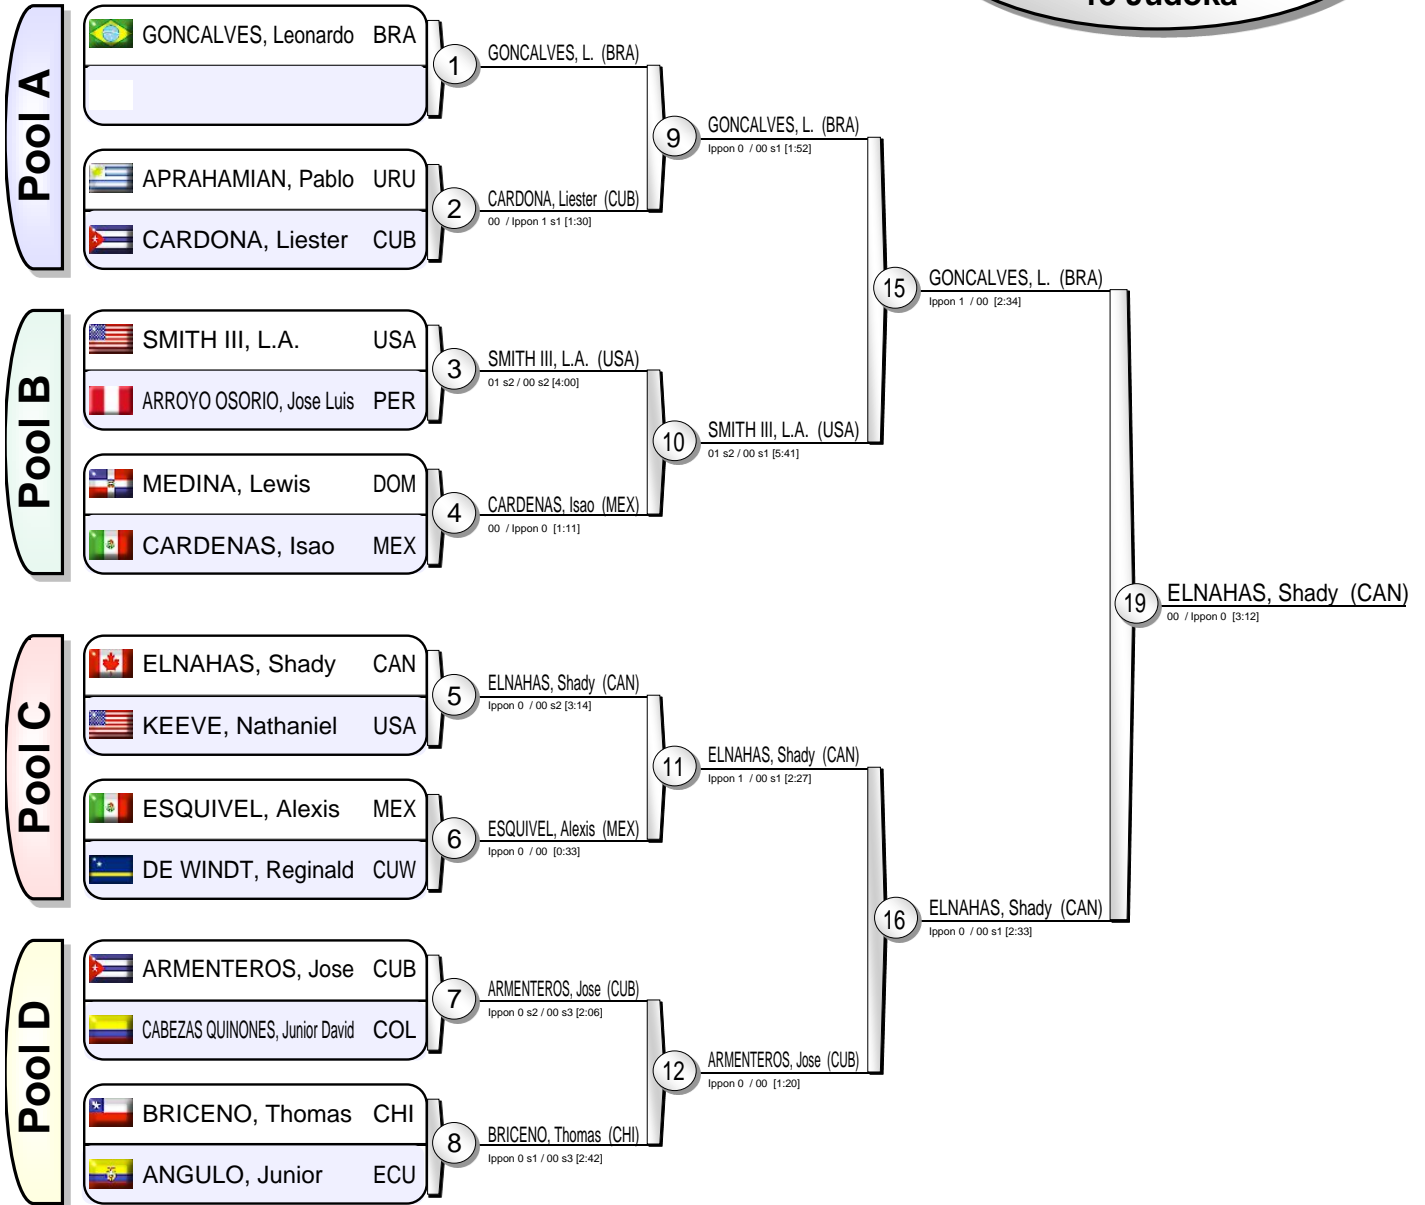 15 Judoka
Pool A
GONCALVES, Leonardo BRA
APRAHAMIAN, Pablo URU
CARDONA, Liester CUB
Pool B
SMITH III, L.A. USA
ARROYO OSORIO, Jose Luis PER
MEDINA, Lewis DOM
CARDENAS, Isao MEX
Pool C
ELNAHAS, Shady CAN
KEEVE, Nathaniel USA
ESQUIVEL, Alexis MEX
DE WINDT, Reginald CUW
Pool D
ARMENTEROS, Jose CUB
CABEZAS QUINONES, Junior David COL
BRICENO, Thomas CHI
ANGULO, Junior ECU
1
GONCALVES, L. (BRA)
2
CARDONA, Liester (CUB)
00 / Ippon 1 s1 [1:30]
3
SMITH III, L.A. (USA)
01 s2 / 00 s2 [4:00]
4
CARDENAS, Isao (MEX)
00 / Ippon 0 [1:11]
5
ELNAHAS, Shady (CAN)
Ippon 0 / 00 s2 [3:14]
6
ESQUIVEL, Alexis (MEX)
Ippon 0 / 00 [0:33]
7
ARMENTEROS, Jose (CUB)
Ippon 0 s2 / 00 s3 [2:06]
8
BRICENO, Thomas (CHI)
Ippon 0 s1 / 00 s3 [2:42]
9
GONCALVES, L. (BRA)
Ippon 0 / 00 s1 [1:52]
10
SMITH III, L.A. (USA)
01 s2 / 00 s1 [5:41]
11
ELNAHAS, Shady (CAN)
Ippon 1 / 00 s1 [2:27]
12
ARMENTEROS, Jose (CUB)
Ippon 0 / 00 [1:20]
15
GONCALVES, L. (BRA)
Ippon 1 / 00 [2:34]
16
ELNAHAS, Shady (CAN)
Ippon 0 / 00 s1 [2:33]
19
ELNAHAS, Shady (CAN)
00 / Ippon 0 [3:12]